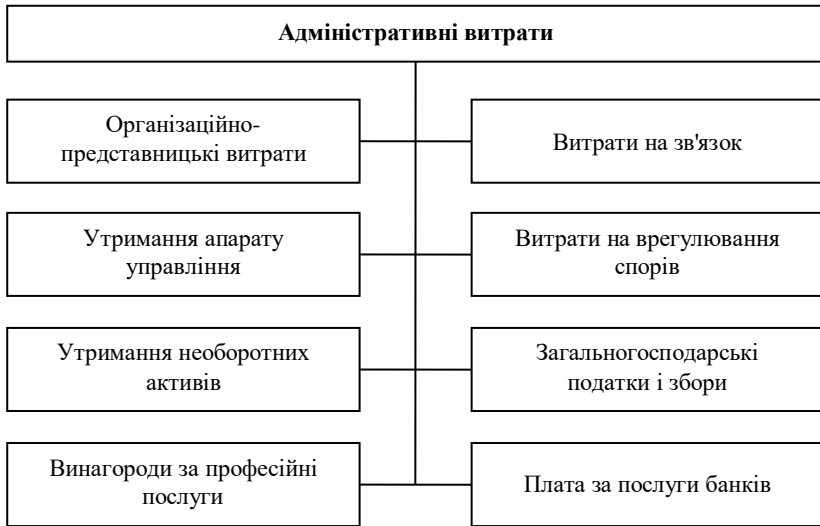 Адміністративні витрати
Організаційно-
представницькі витрати
Витрати на зв'язок
Утримання апарату
управління
Витрати на врегулювання
спорів
Утримання необоротних
активів
Загальногосподарські
податки і збори
Винагороди за професійні
послуги
Плата за послуги банків